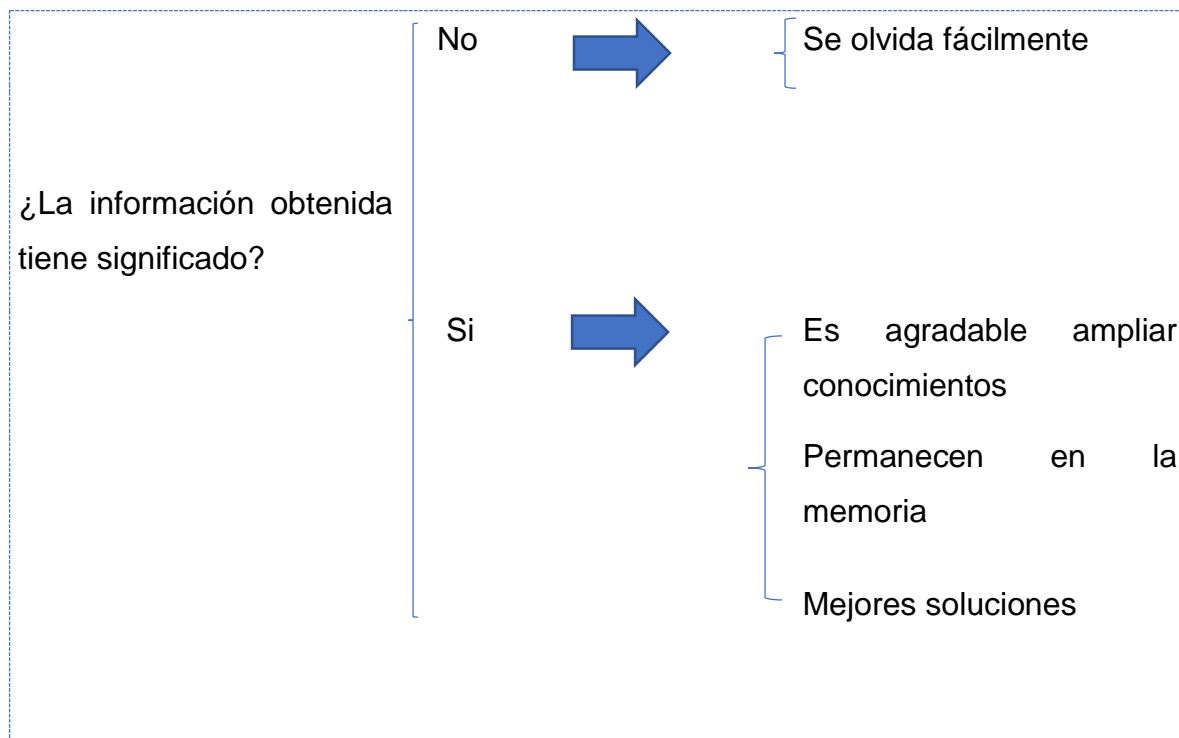 No
Se olvida fácilmente
¿La información obtenida
tiene significado?
Si
Es agradable ampliar
conocimientos
Permanecen en la
memoria
Mejores soluciones